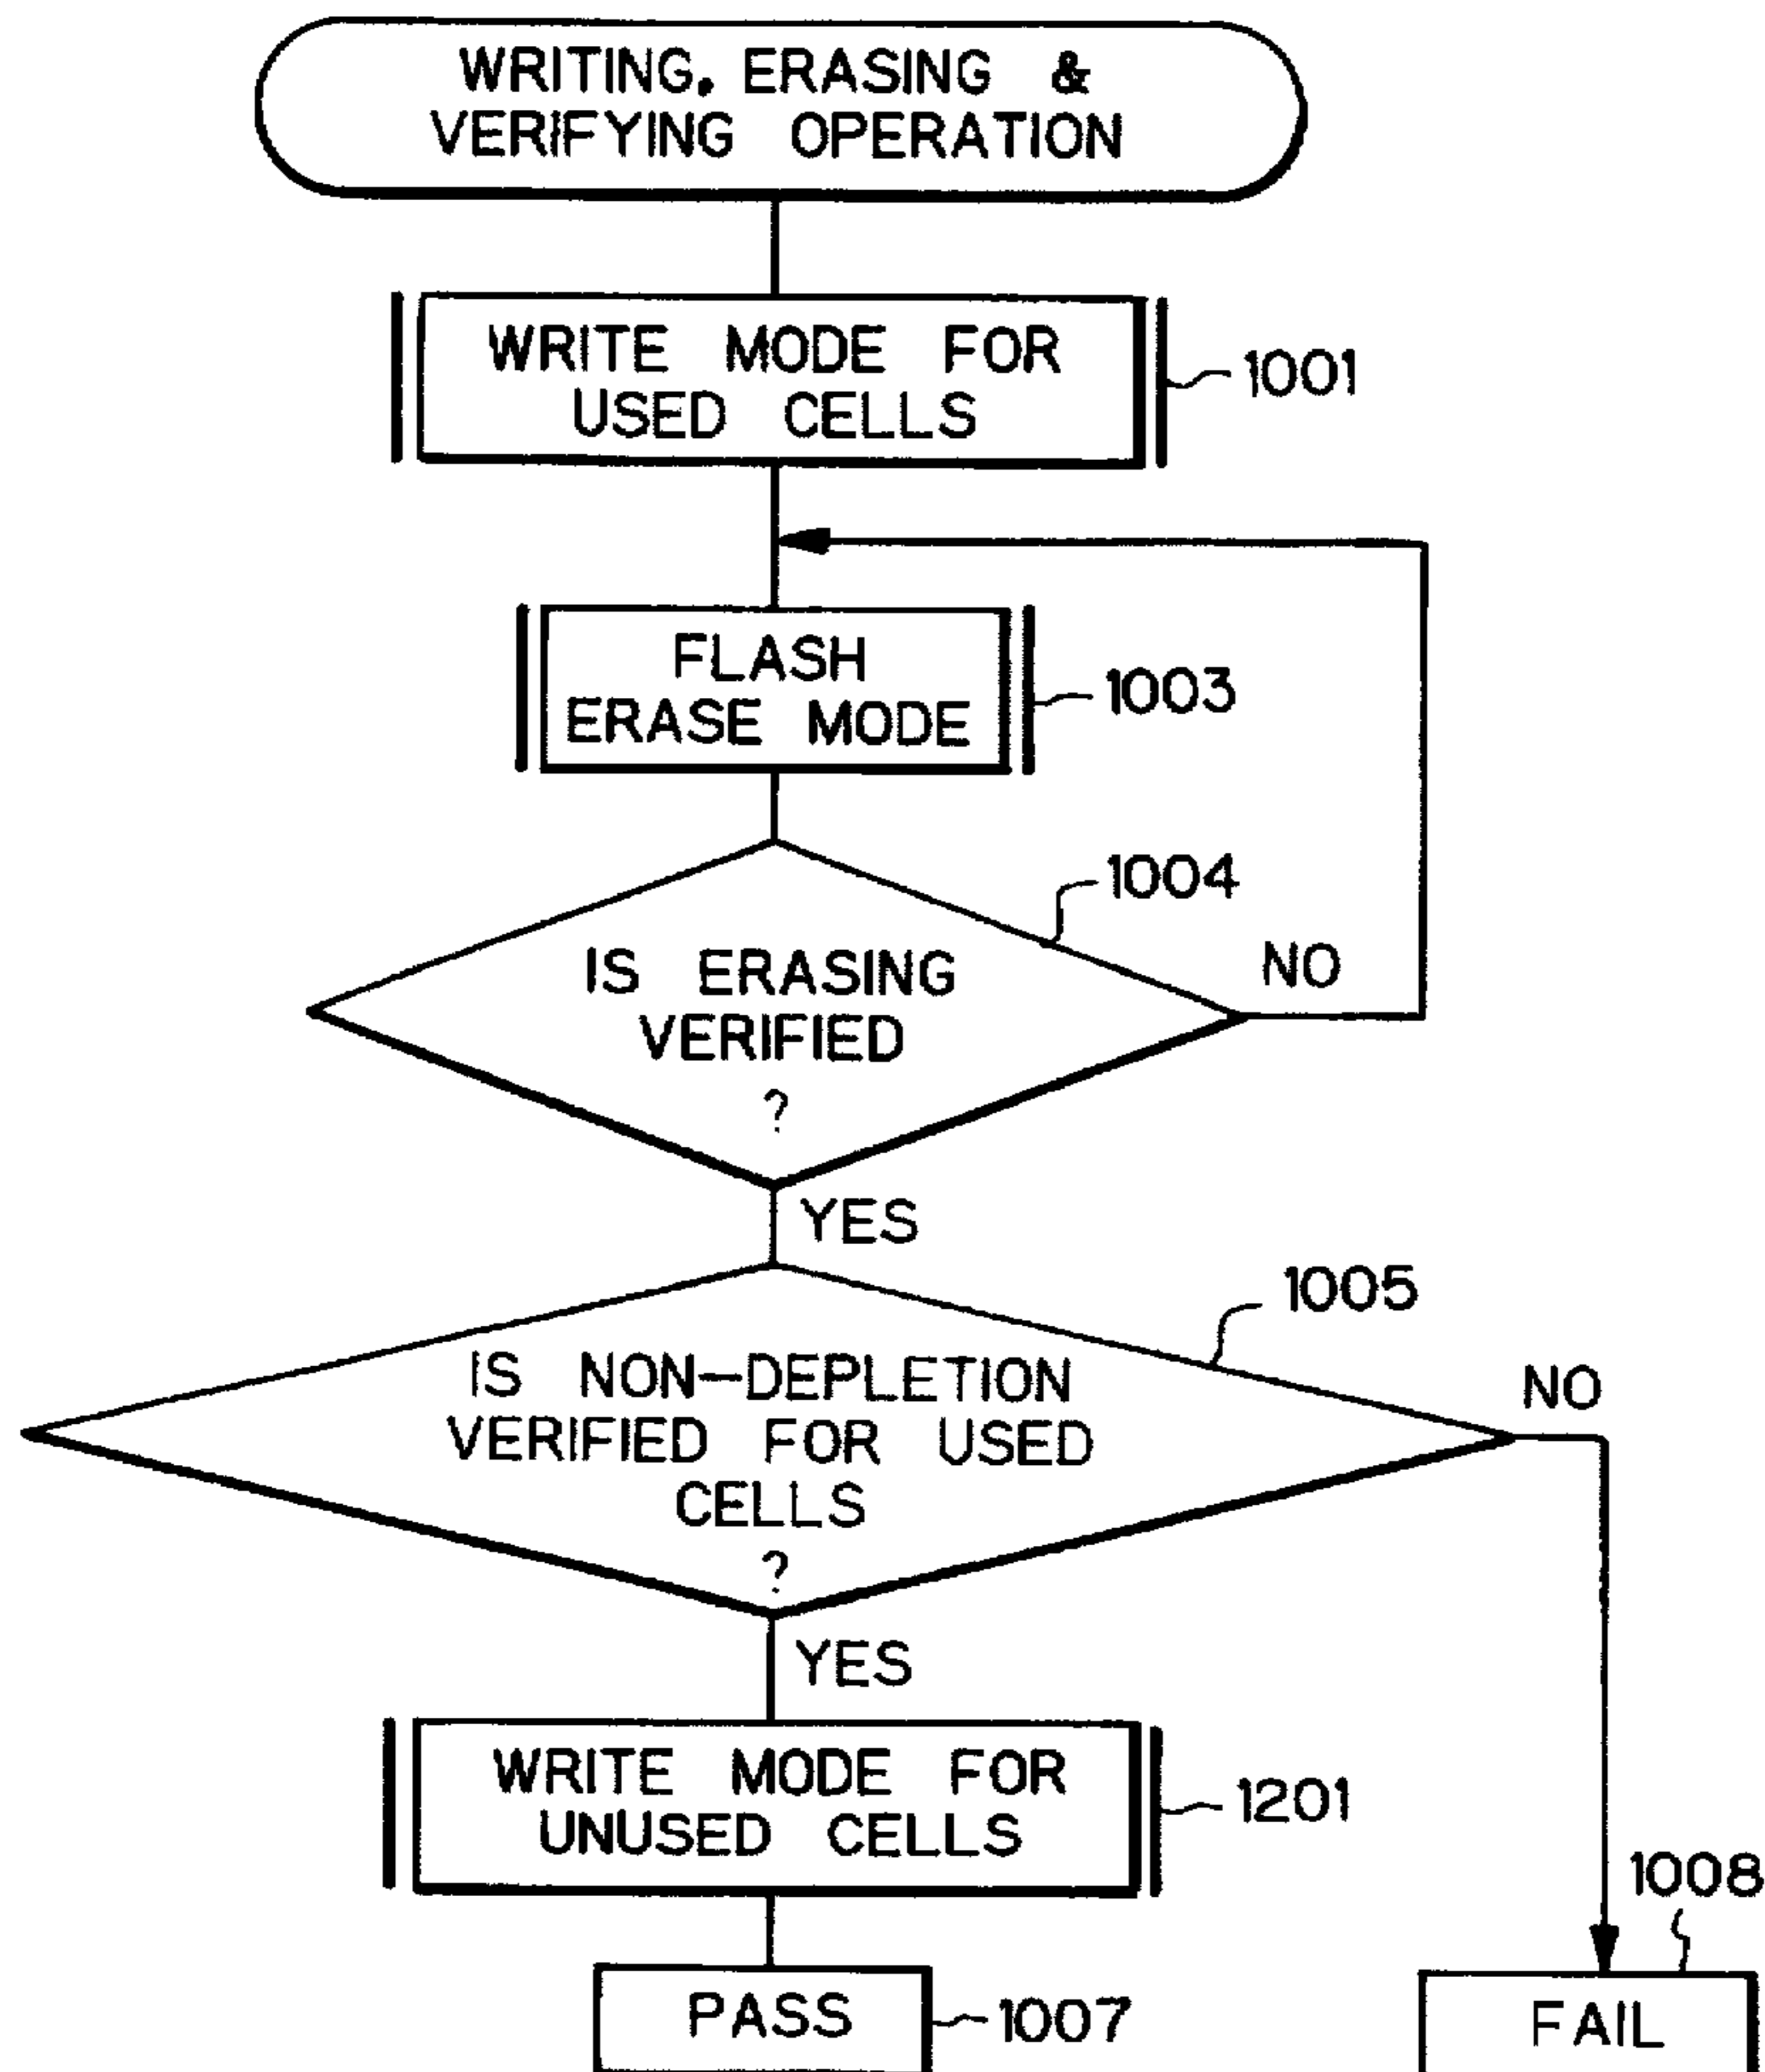 WRITING, ERASING &
VERIFYING OPERATION
WRITE MODE FOR
USED CELLS
1001
FLASH
ERASE MODE
1003
1004
IS ERASING
VERIFIED
?
NO
YES
1005
IS NON-DEPLETION
VERIFIED FOR USED
CELLS
?
NO
YES
WRITE MODE FOR
UNUSED CELLS
1201
1008
PASS
1007
FAIL